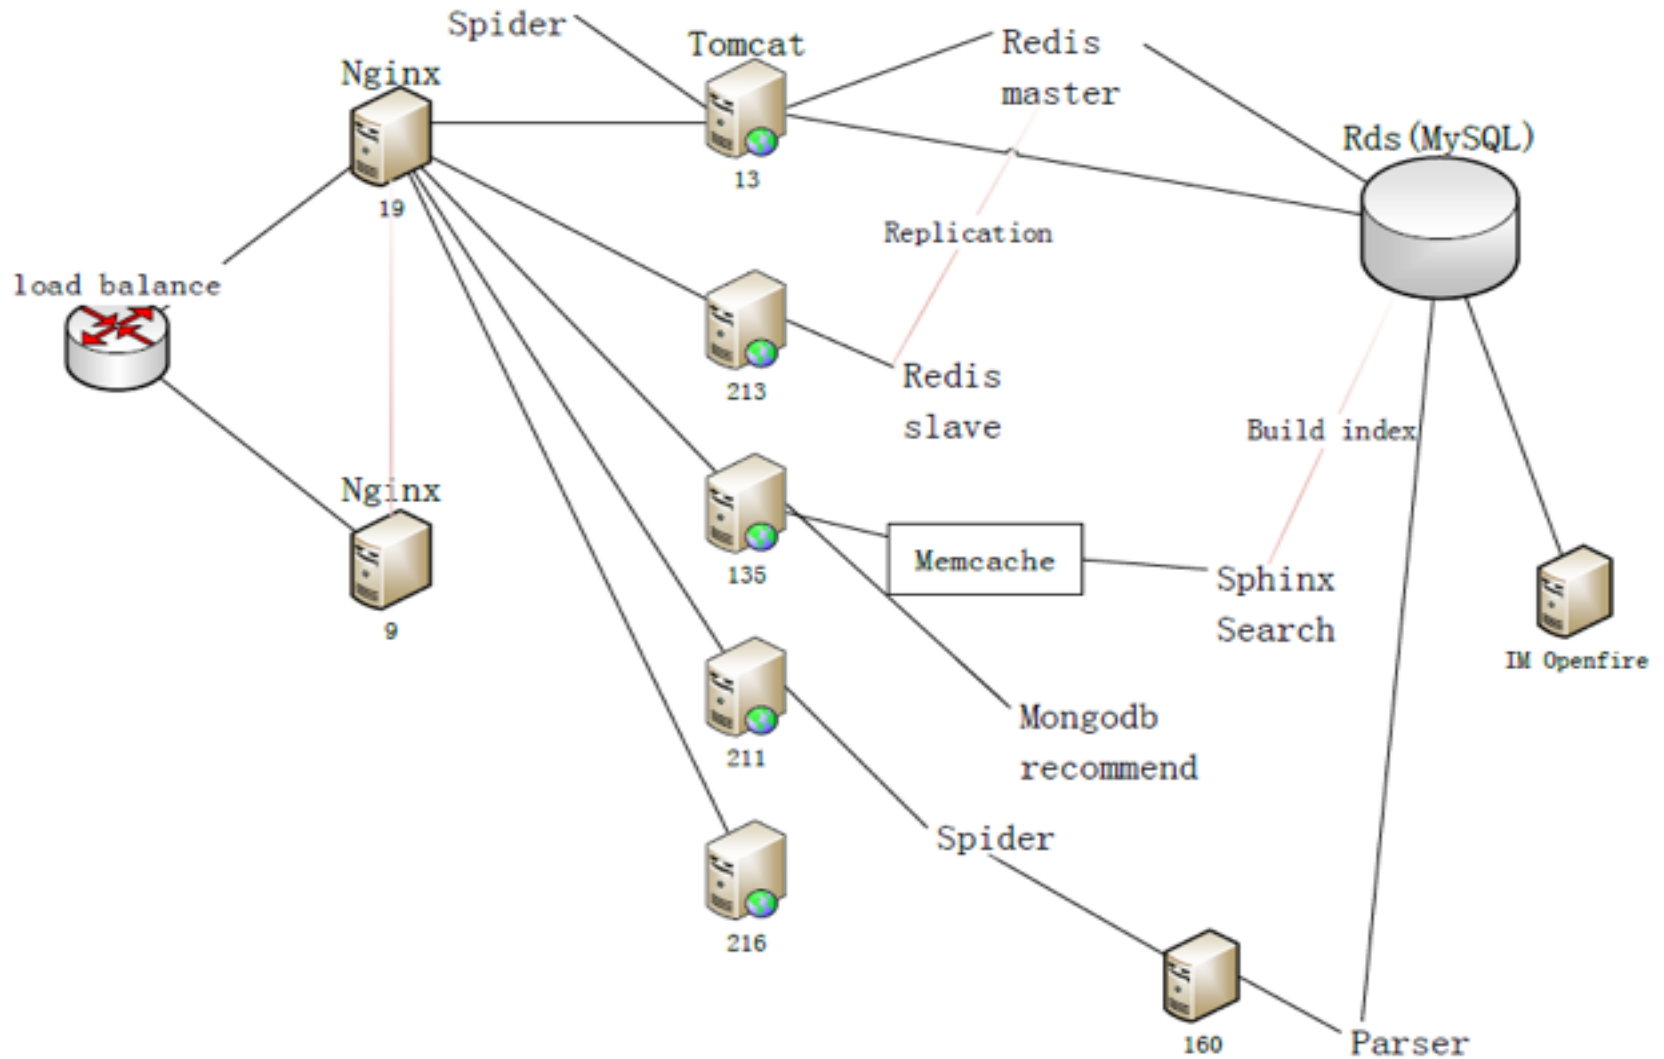 Spider
Tomcat
Redis
master
Nginx
Rds(MySQL)
13
19
Replication
load balance
213
Redis
slave
Build index
Nginx
135
Memcache
Sphinx
Search
9
IM Openfire
211
Mongodb
recommend
Spider
216
160
Parser